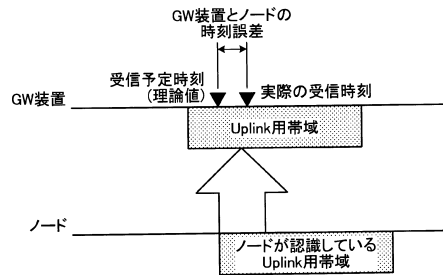 GW装置とノードの
時刻誤差
受信予定時刻
(理論値)
実際の受信時刻
GW装置
Uplink用帯域
ノード
ノードが認識している
Uplink用帯域